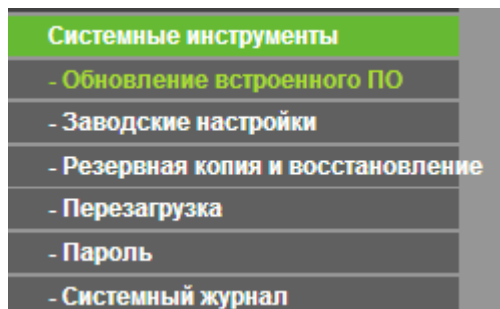 Системные инструменты
- Обновление встроенного ПО
- Заводские настройки
- Резервная копия и восстановление
- Перезагрузка
- Пароль
- Системный журнал